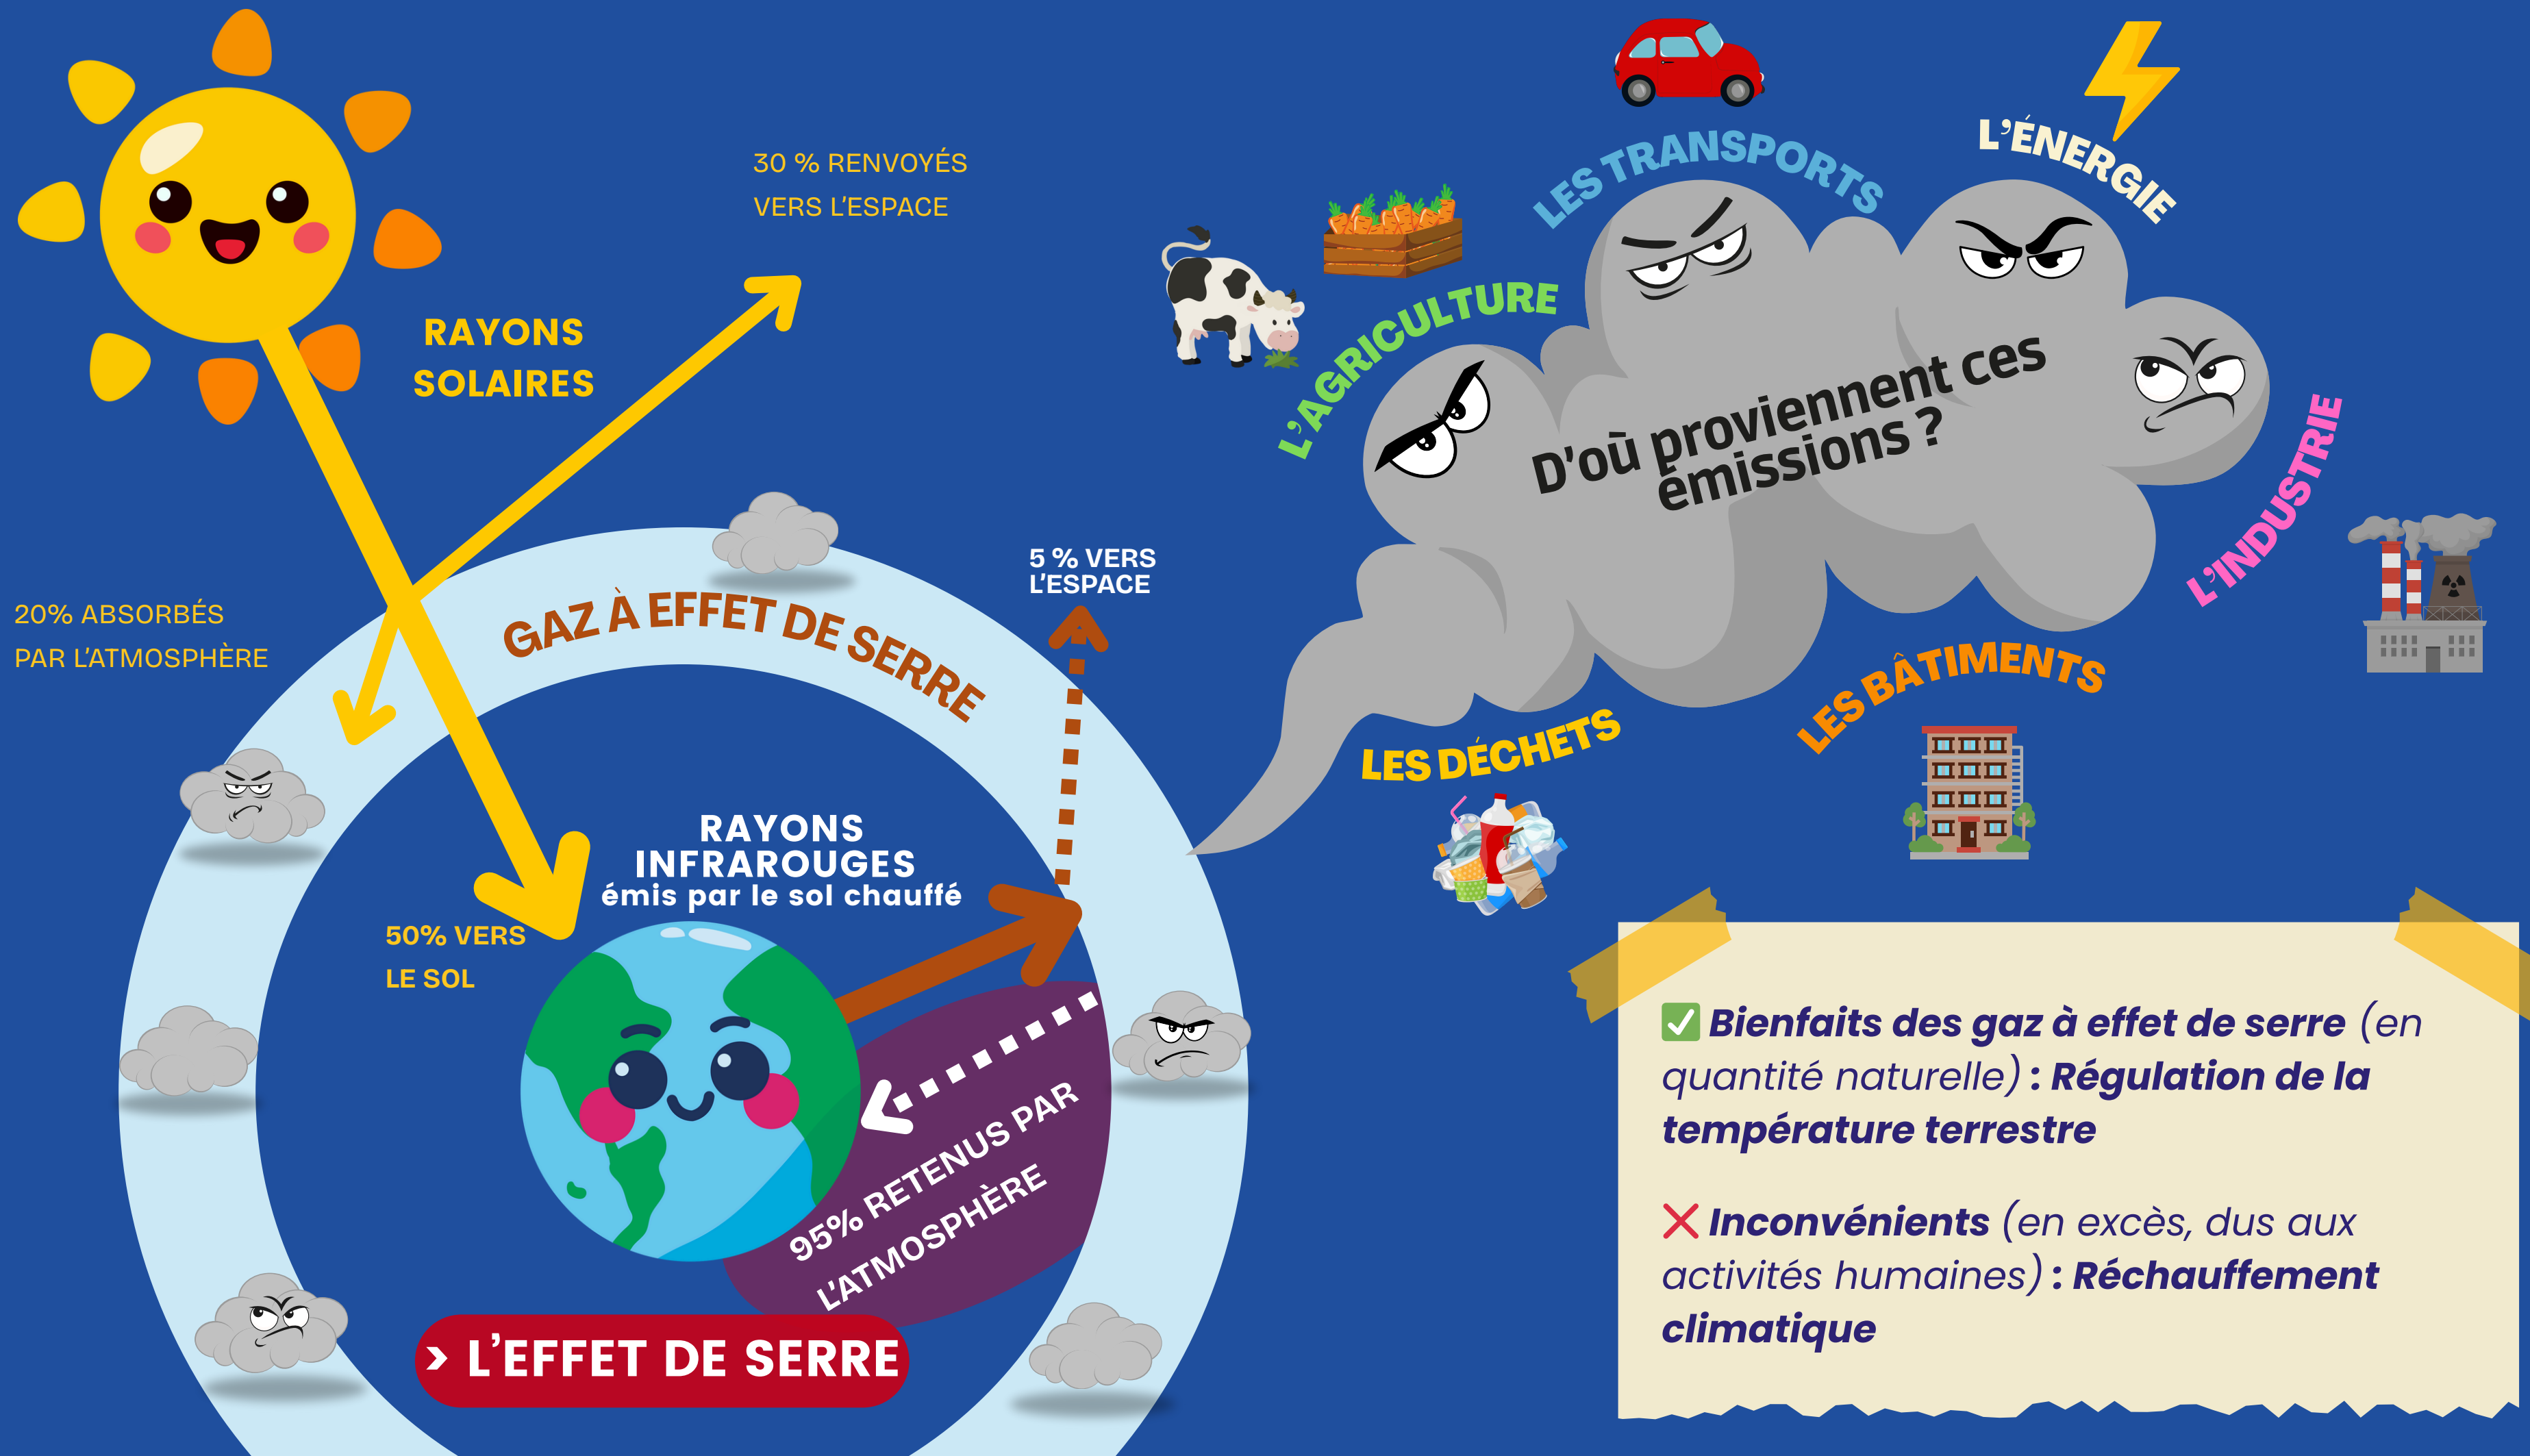 RAYONS
SOLAIRES
30 % RENVOYÉS
VERS L'ESPACE
20% ABSORBÉS
PAR L'ATMOSPHÈRE
GAZ À EFFET DE SERRE
5 % VERS
L'ESPACE
RAYONS
INFRAROUGES
émis par le sol chauffé
50% VERS
LE SOL
95% RETENUS PAR
L'ATMOSPHÈRE
> L'EFFET DE SERRE
D'où proviennent ces
émissions ?
L'AGRICULTURE
LES TRANSPORTS
L'ÉNERGIE
L'INDUSTRIE
LES BÂTIMENTS
LES DÉCHETS
✅ Bienfaits des gaz à effet de serre (en
quantité naturelle) : Régulation de la
température terrestre
❌ Inconvénients (en excès, dus aux
activités humaines) : Réchauffement
climatique